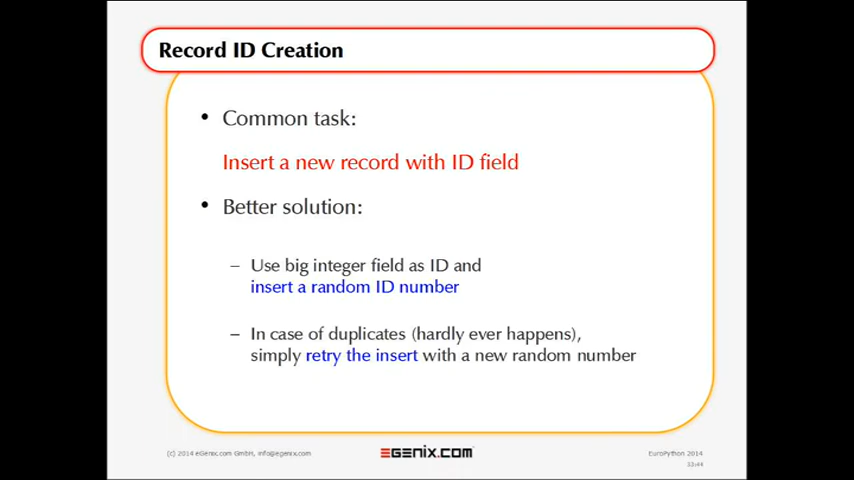 Record ID Creation
• Common task:
Insert a new record with ID field
• Better solution:
– Use big integer field as ID and
insert a random ID number
– In case of duplicates (hardly ever happens),
simply retry the insert with a new random number
(c) 2014 eGenix.com GmbH, info@egenix.com
EGENIX.COM
EuroPython 2014
33:44